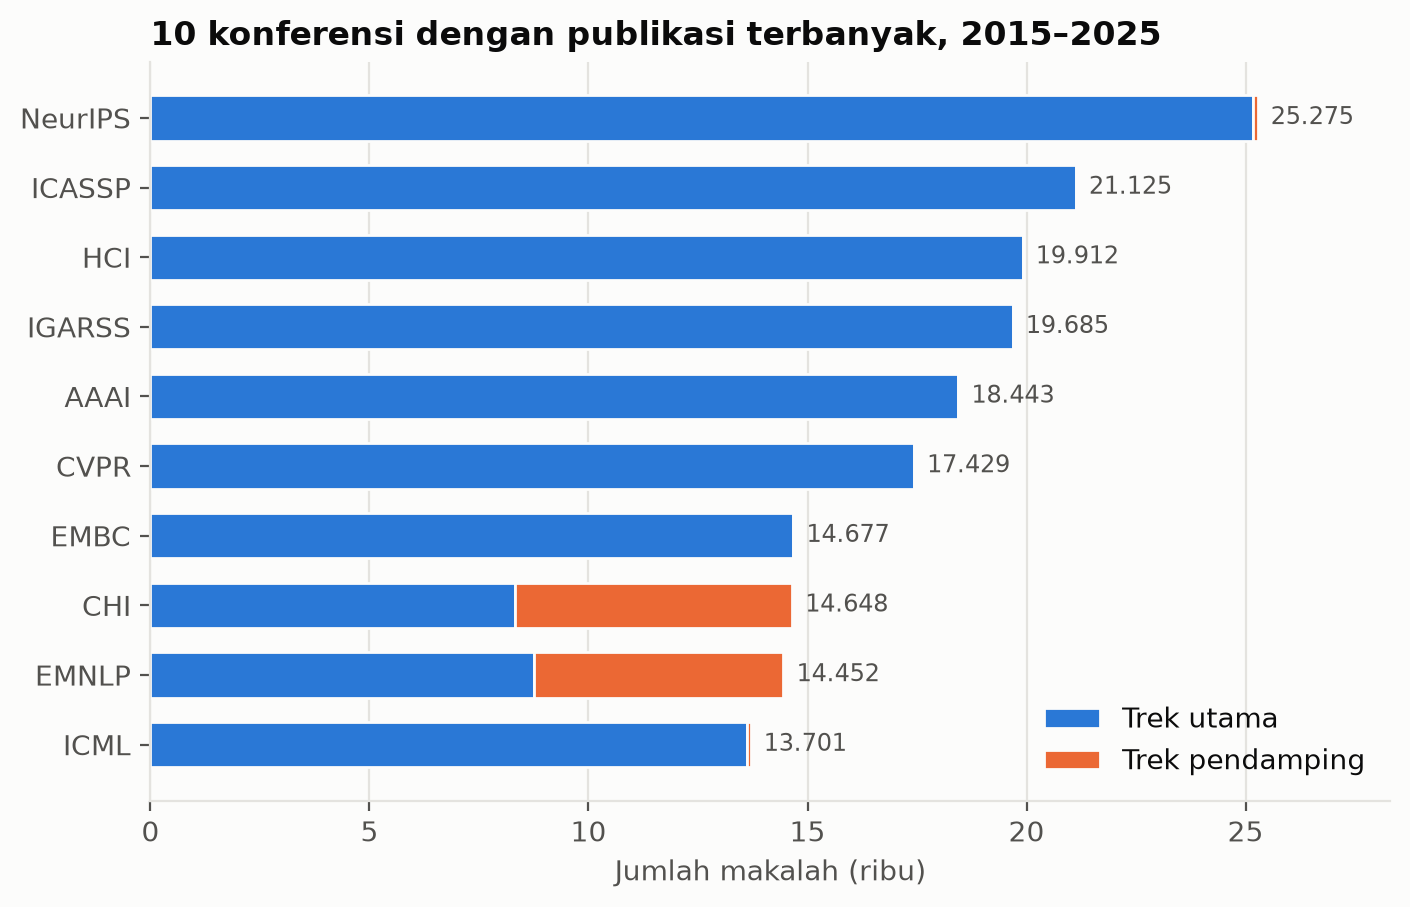 10 konferensi dengan publikasi terbanyak, 2015–2025
NeurIPS 25.275
ICASSP 21.125
HCI 19.912
IGARSS 19.685
AAAI 18.443
CVPR 17.429
EMBC 14.677
CHI 14.648
EMNLP 14.452
ICML 13.701
Trek utama
Trek pendamping
0 5 10 15 20 25
Jumlah makalah (ribu)